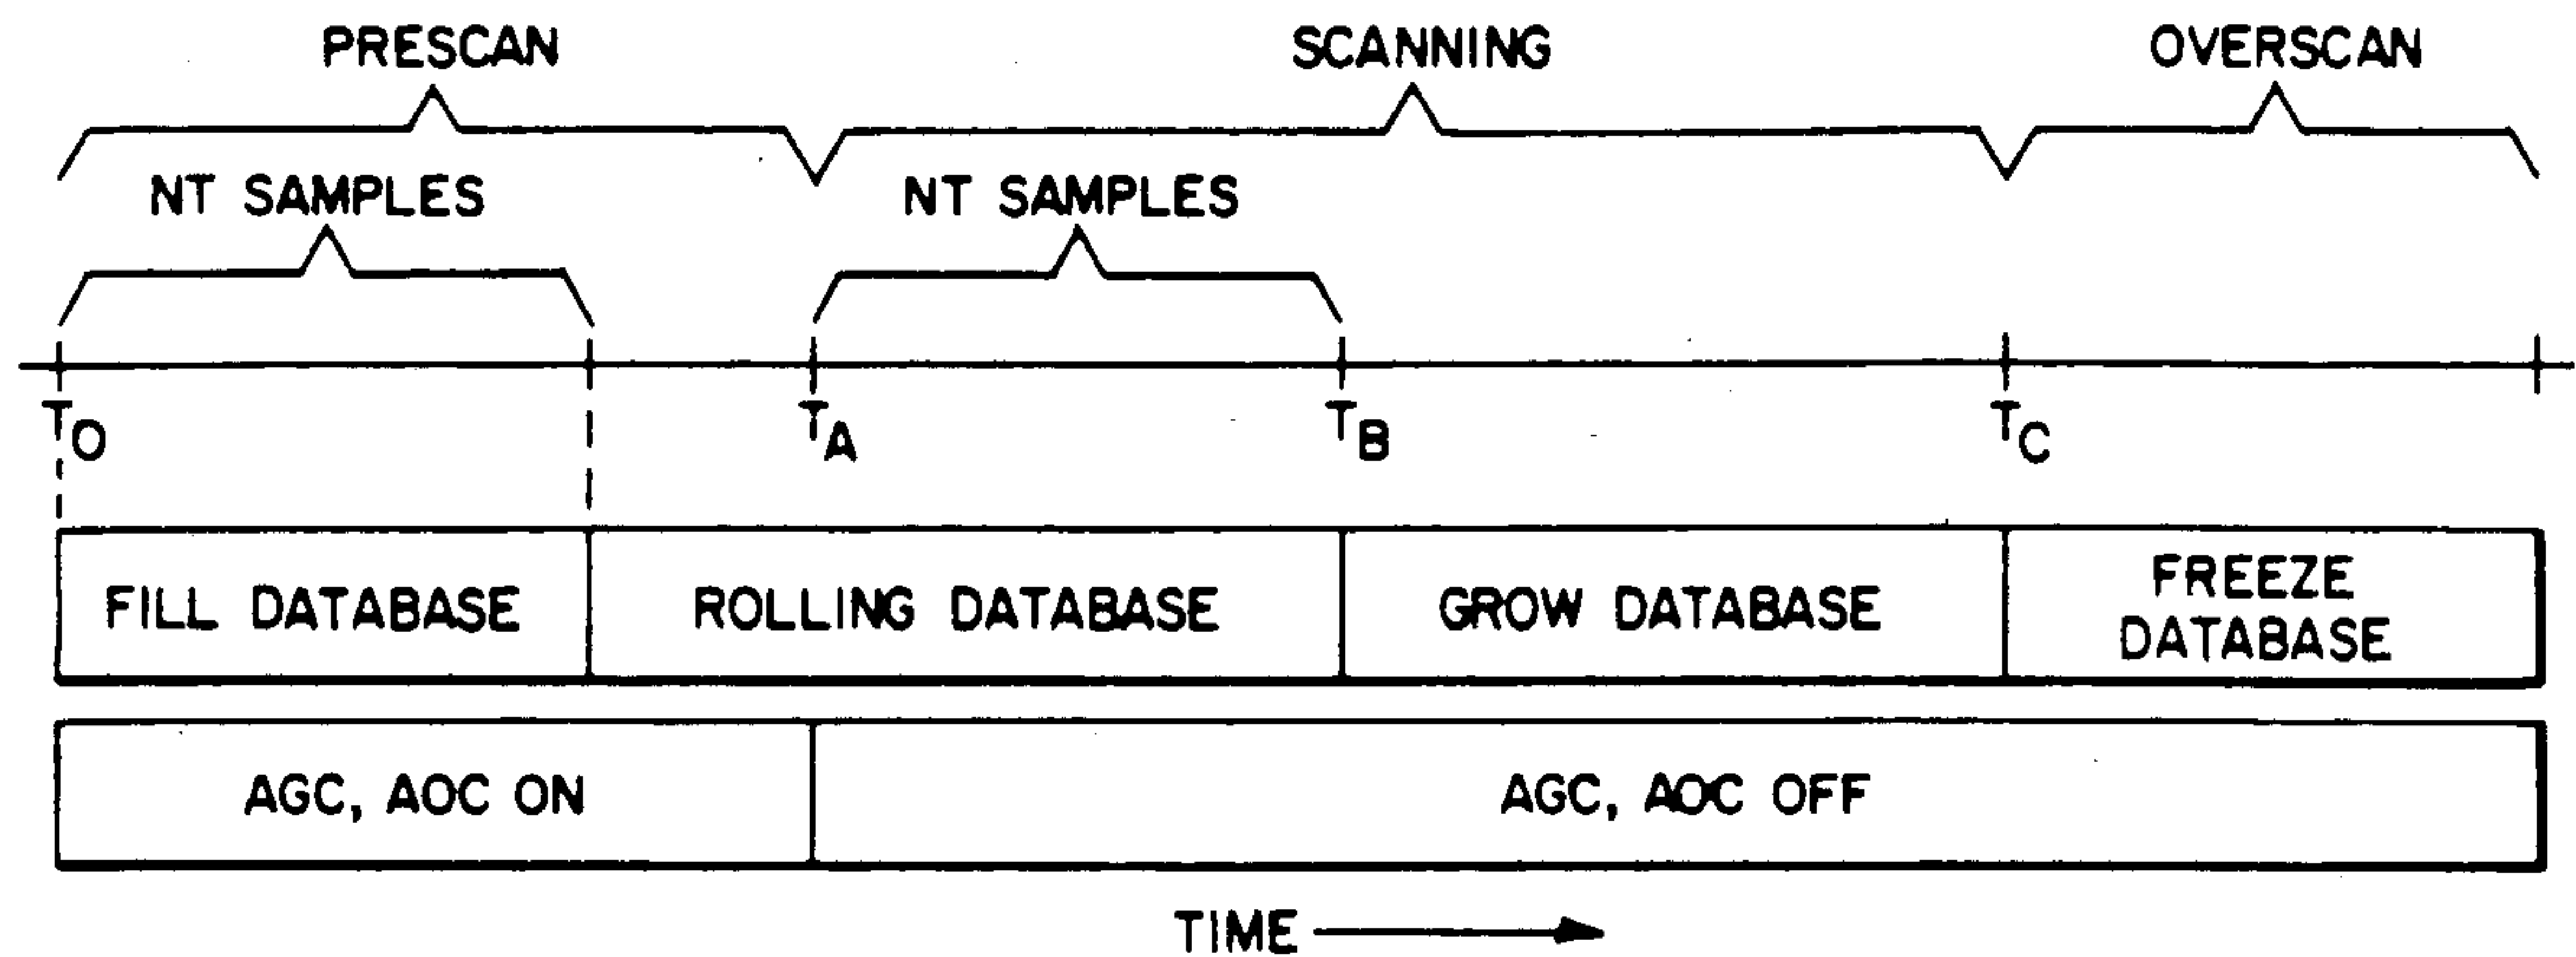 PRESCAN SCANNING OVERSCAN
NT SAMPLES NT SAMPLES
TO TA TB TC
FILL DATABASE ROLLING DATABASE GROW DATABASE FREEZE
DATABASE
AGC, AOC ON AGC, AOC OFF
TIME